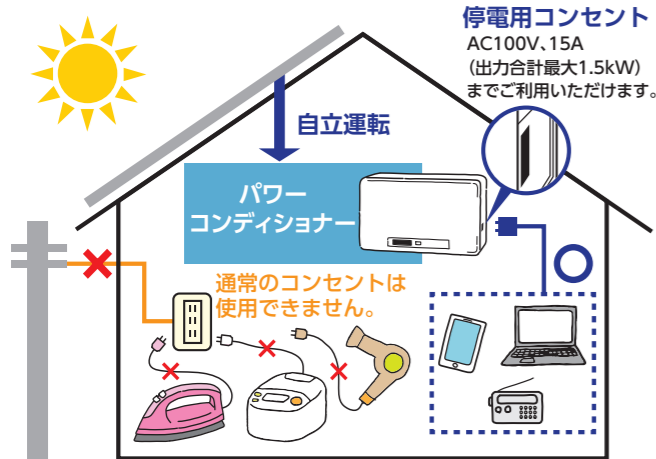 停電用コンセント
AC100V、15A
（出力合計最大1.5kW）
までご利用いただけます。
自立運転
パワー
コンディショナー
通常のコンセントは
使用できません。